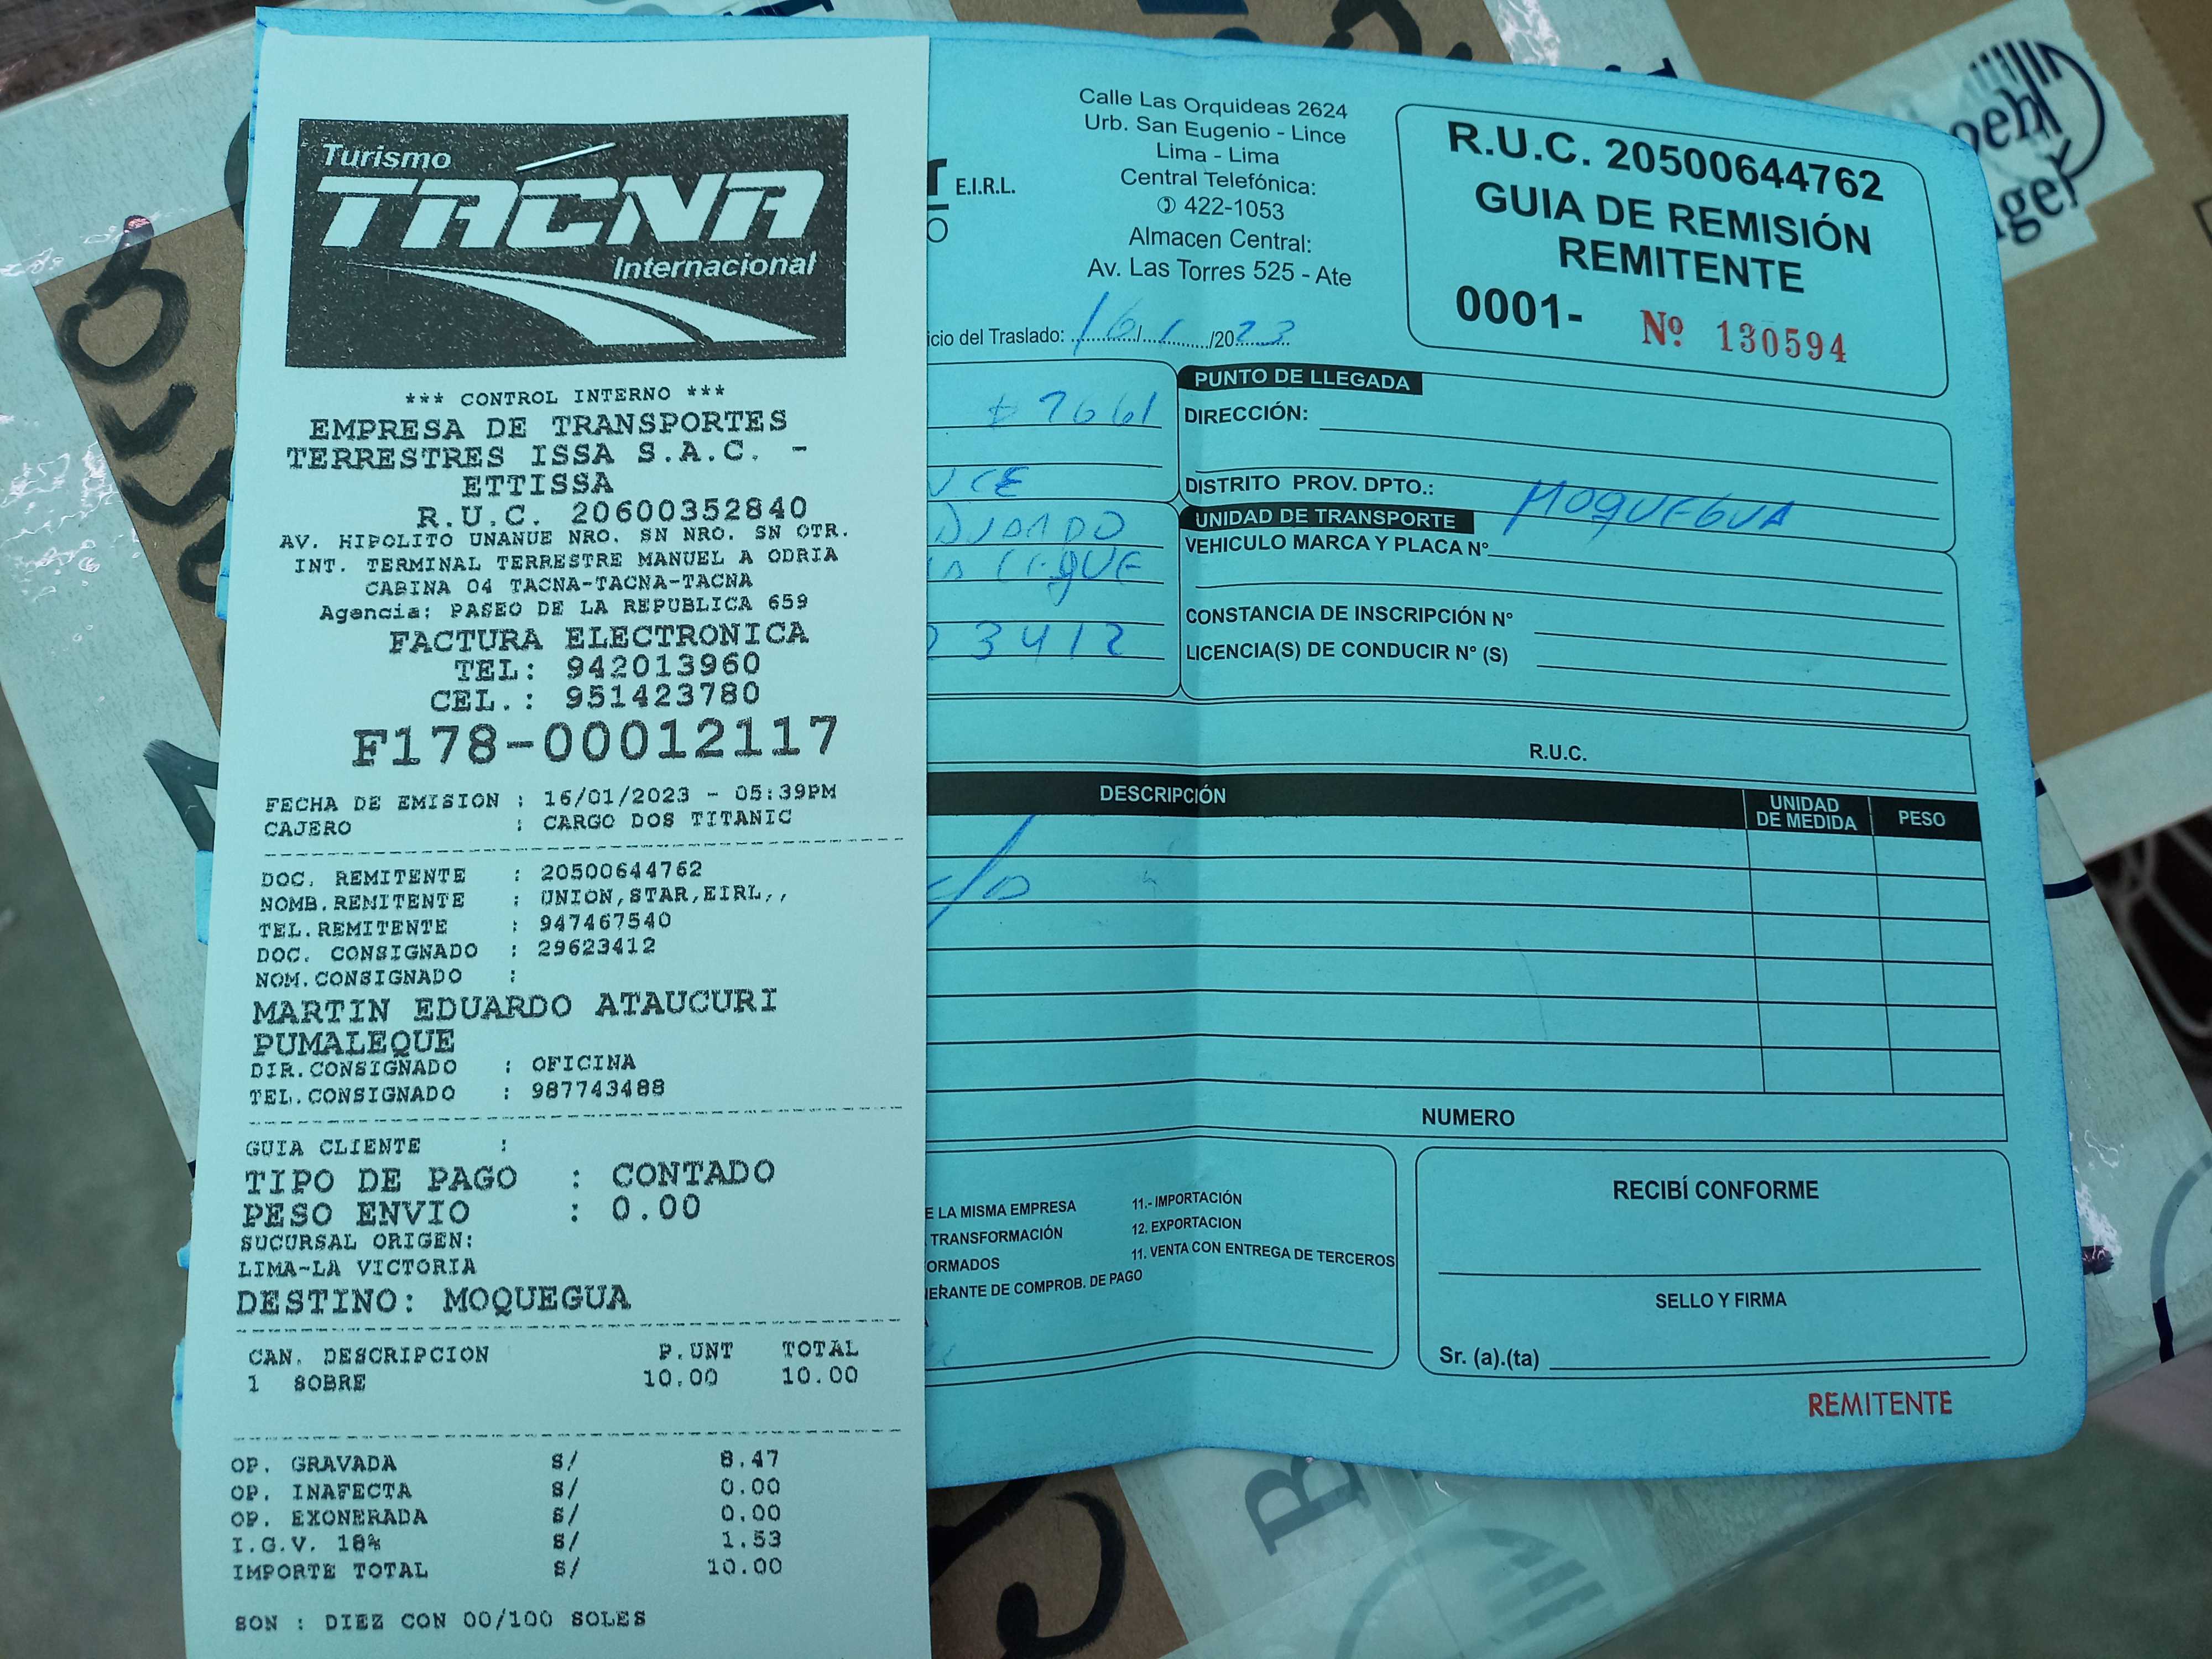 Turismo
TACNA
Internacional
*** CONTROL INTERNO ***
EMPRESA DE TRANSPORTES
TERRESTRES ISSA S.A.C. -
ETTISSA
R.U.C. 20600352840
AV. HIPOLITO UNANUE NRO. SN NRO. SN OTR.
INT. TERMINAL TERRESTRE MANUEL A ODRIA
CABINA 04 TACNA-TACNA-TACNA
Agencia: PASEO DE LA REPUBLICA 659
FACTURA ELECTRONICA
TEL: 942013960
CEL.: 951423780
F178-00012117
FECHA DE EMISION : 16/01/2023 - 05:39PM
CAJERO : CARGO DOS TITANIC
DOC. REMITENTE : 20500644762
NOMB.REMITENTE : UNION,STAR,EIRL,,
TEL.REMITENTE : 947467540
DOC. CONSIGNADO : 29623412
NOM.CONSIGNADO :
MARTIN EDUARDO ATAUCURI
PUMALEQUE
DIR.CONSIGNADO : OFICINA
TEL.CONSIGNADO : 987743488
GUIA CLIENTE :
TIPO DE PAGO : CONTADO
PESO ENVIO : 0.00
SUCURSAL ORIGEN:
LIMA-LA VICTORIA
DESTINO: MOQUEGUA
CAN. DESCRIPCION P.UNT TOTAL
1 SOBRE 10.00 10.00
OP. GRAVADA S/ 8.47
OP. INAFECTA S/ 0.00
OP. EXONERADA S/ 0.00
I.G.V. 18% S/ 1.53
IMPORTE TOTAL S/ 10.00
SON : DIEZ CON 00/100 SOLES
E.I.R.L.
Calle Las Orquideas 2624
Urb. San Eugenio - Lince
Lima - Lima
Central Telefónica:
422-1053
Almacen Central:
Av. Las Torres 525 - Ate
R.U.C. 20500644762
GUIA DE REMISIÓN
REMITENTE
0001- Nº 130594
icio del Traslado: 16/1/2023
7661
3412
PUNTO DE LLEGADA
DIRECCIÓN:
DISTRITO PROV. DPTO.: MOQUEGUA
UNIDAD DE TRANSPORTE
VEHICULO MARCA Y PLACA N°
CONSTANCIA DE INSCRIPCIÓN N°
LICENCIA(S) DE CONDUCIR N° (S)
R.U.C.
DESCRIPCIÓN UNIDAD DE MEDIDA PESO
NUMERO
E LA MISMA EMPRESA 11.- IMPORTACIÓN
TRANSFORMACIÓN 12. EXPORTACION
ORMADOS 11. VENTA CON ENTREGA DE TERCEROS
NERANTE DE COMPROB. DE PAGO
RECIBÍ CONFORME
SELLO Y FIRMA
Sr. (a).(ta)
REMITENTE